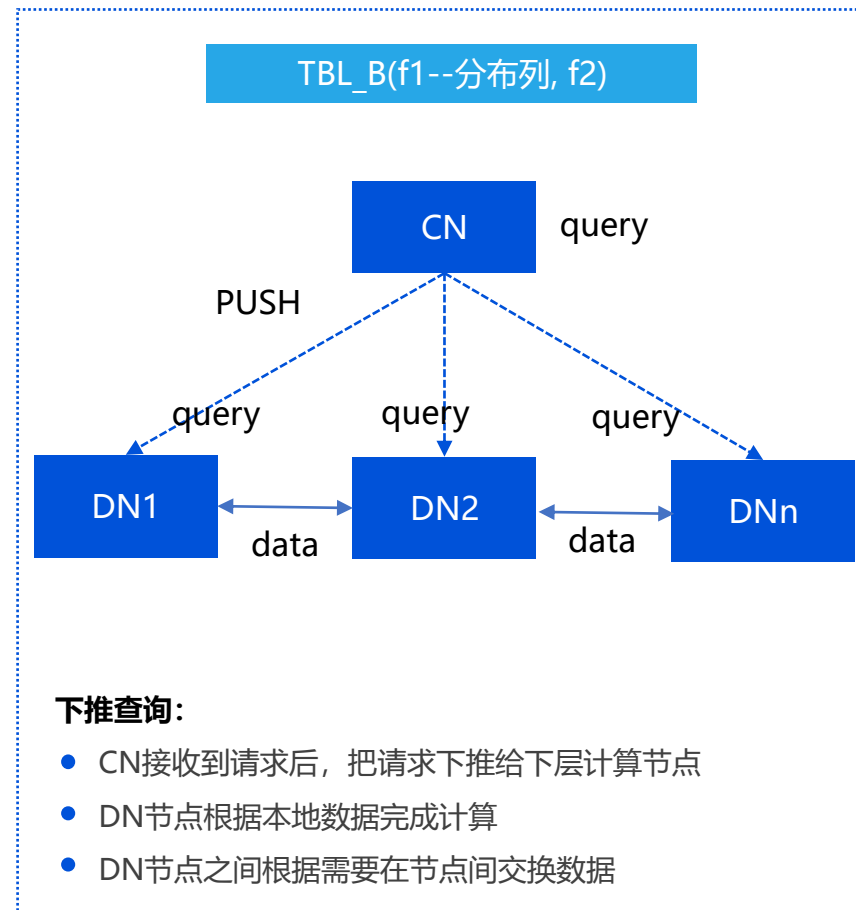 TBL_B(f1--分布列, f2)
CN
query
PUSH
query
query
query
DN1
DN2
DNn
data
data
下推查询：
CN接收到请求后，把请求下推给下层计算节点
DN节点根据本地数据完成计算
DN节点之间根据需要在节点间交换数据